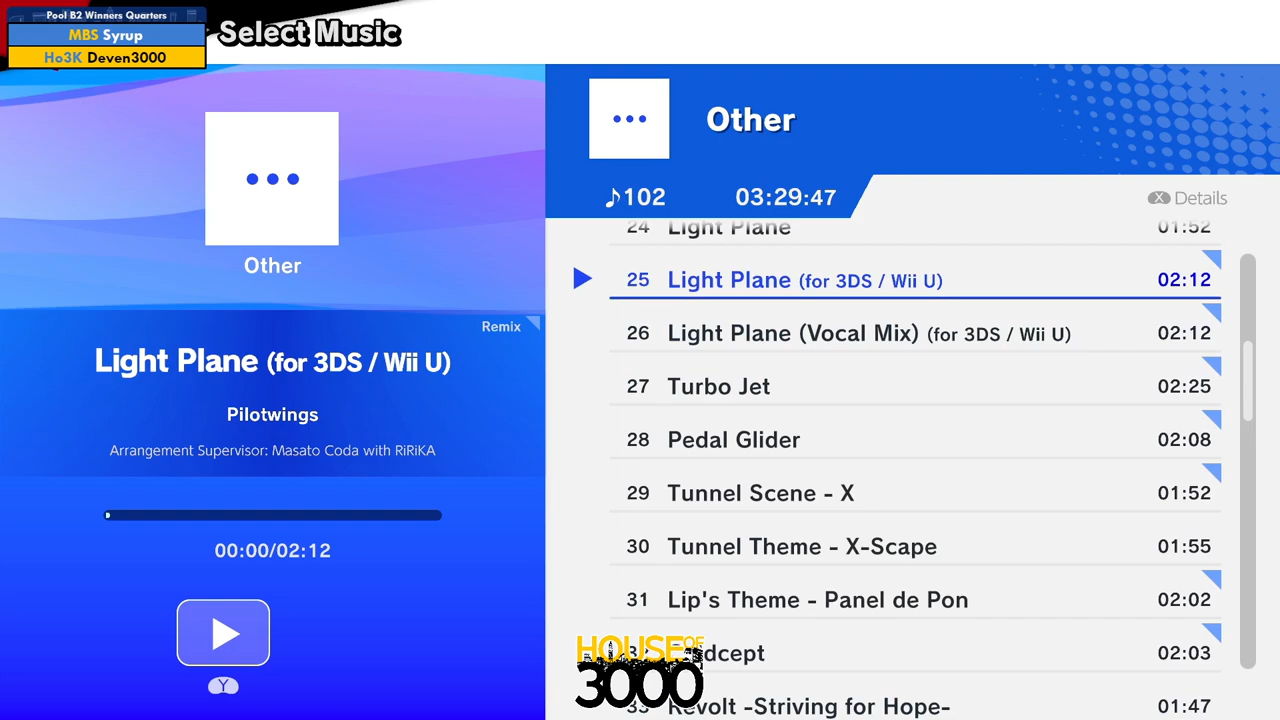 Pool B2 Winners Quarters
MBS Syrup
Ho3K Deven3000
Select Music
Other
Remix
Light Plane (for 3DS / Wii U)
Pilotwings
Arrangement Supervisor: Masato Coda with RiRiKA
00:00/02:12
Y
Other
♪102 03:29:47
X Details
24 Light Plane 01:52
25 Light Plane (for 3DS / Wii U) 02:12
26 Light Plane (Vocal Mix) (for 3DS / Wii U) 02:12
27 Turbo Jet 02:25
28 Pedal Glider 02:08
29 Tunnel Scene - X 01:52
30 Tunnel Theme - X-Scape 01:55
31 Lip's Theme - Panel de Pon 02:02
02:03
33 Revolt -Striving for Hope- 01:47
HOUSE OF
3000